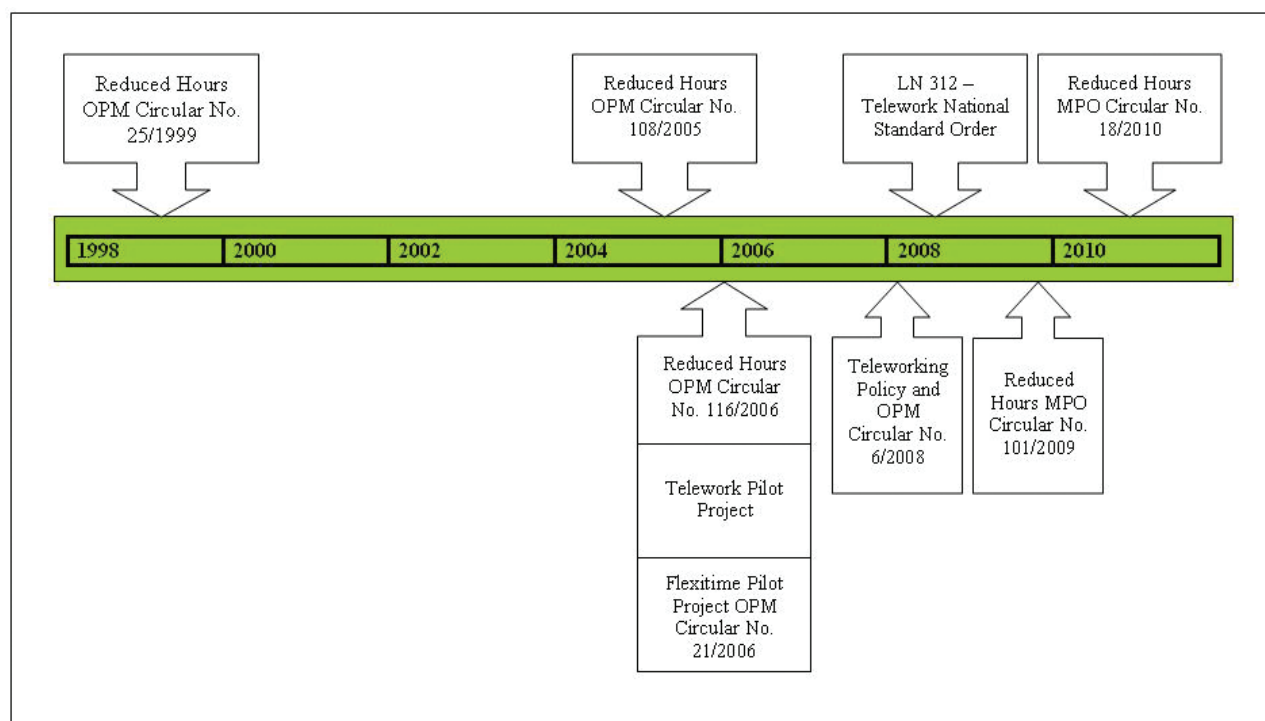 Reduced Hours
OPM Circular No.
25/1999
Reduced Hours
OPM Circular No.
108/2005
LN 312 –
Telework National
Standard Order
Reduced Hours
MPO Circular No.
18/2010
1998
2000
2002
2004
2006
2008
2010
Reduced Hours
OPM Circular
No. 116/2006
Telework Pilot
Project
Flexitime Pilot
Project OPM
Circular No.
21/2006
Teleworking
Policy and
OPM
Circular No.
6/2008
Reduced
Hours MPO
Circular No.
101/2009